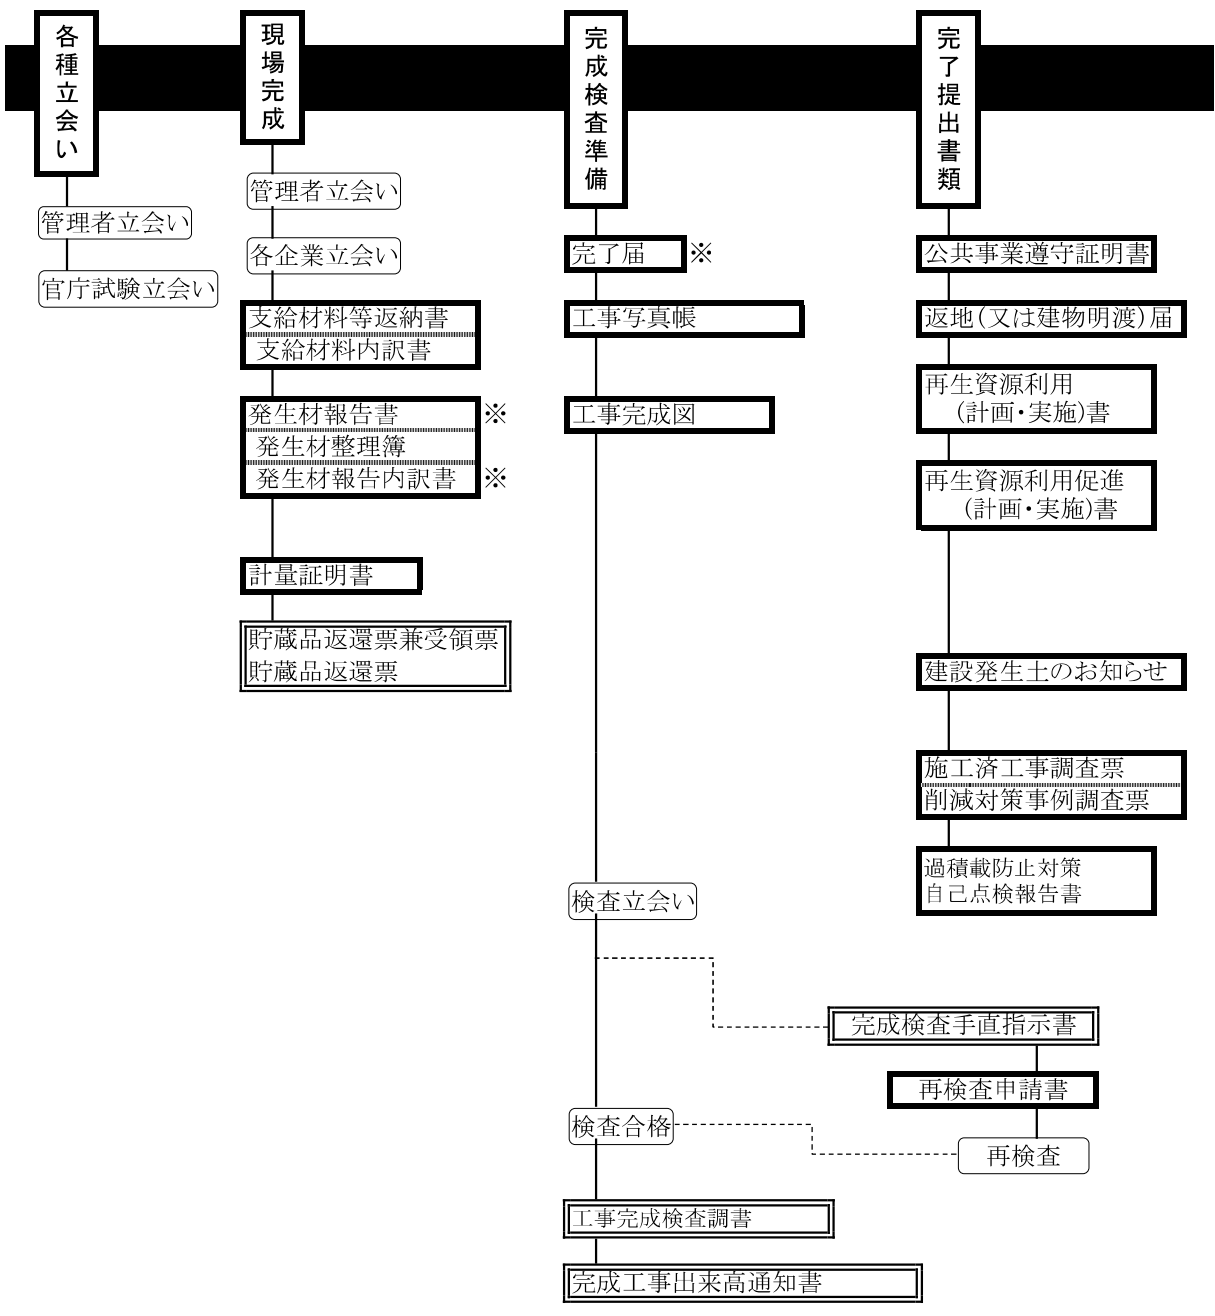 各種立会い
管理者立会い
官庁試験立会い
現場完成
管理者立会い
各企業立会い
支給材料等返納書
支給材料内訳書
発生材報告書 ※
発生材整理簿
発生材報告内訳書 ※
計量証明書
貯蔵品返還票兼受領票
貯蔵品返還票
完成検査準備
完了届 ※
工事写真帳
工事完成図
検査立会い
検査合格
工事完成検査調書
完成工事出来高通知書
完了提出書類
公共事業遵守証明書
返地(又は建物明渡)届
再生資源利用
(計画・実施)書
再生資源利用促進
(計画・実施)書
建設発生土のお知らせ
施工済工事調査票
削減対策事例調査票
過積載防止対策
自己点検報告書
完成検査手直指示書
再検査申請書
再検査